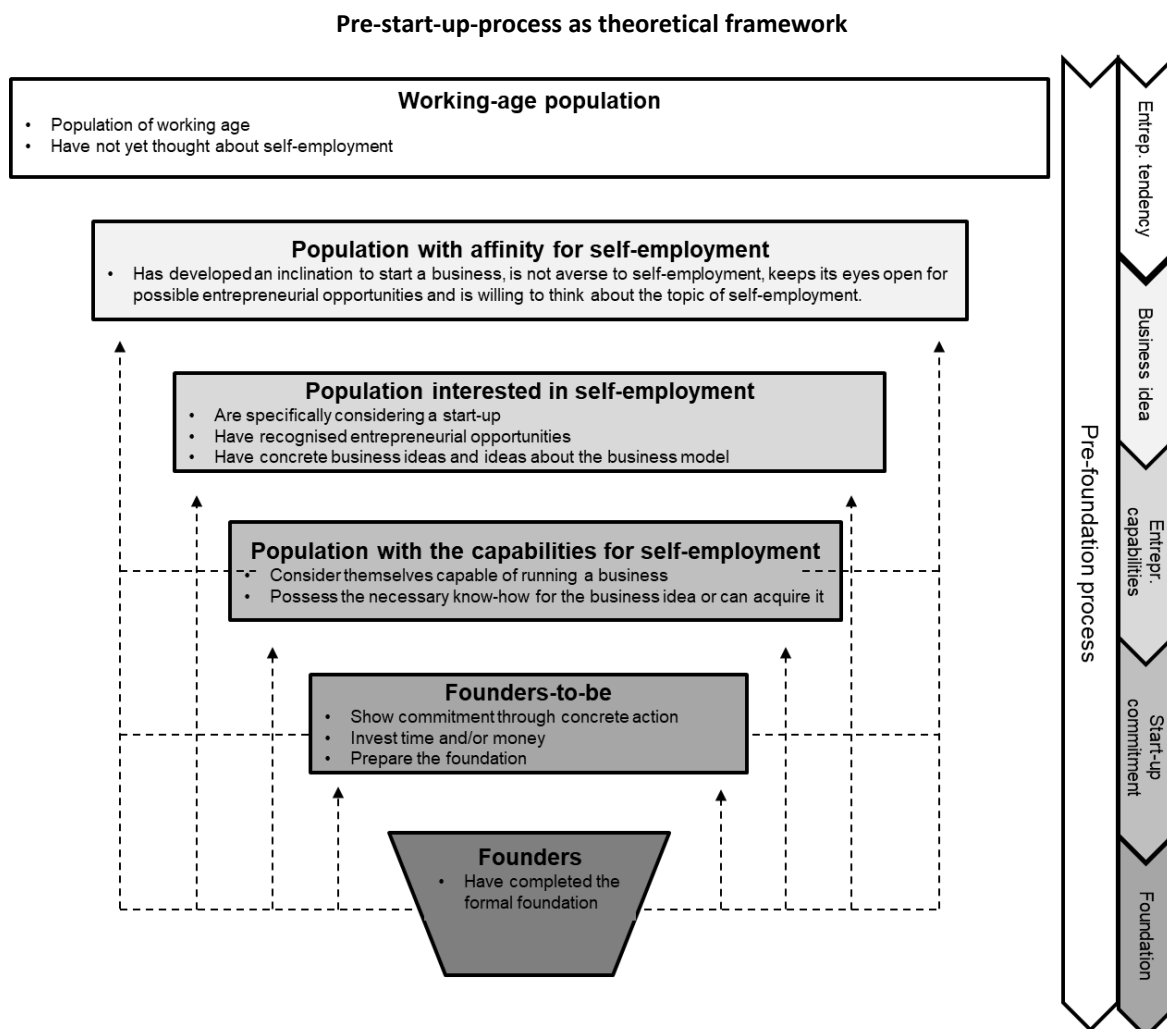 Pre-start-up-process as theoretical framework
Working-age population
• Population of working age
• Have not yet thought about self-employment
Population with affinity for self-employment
• Has developed an inclination to start a business, is not averse to self-employment, keeps its eyes open for
possible entrepreneurial opportunities and is willing to think about the topic of self-employment.
Population interested in self-employment
• Are specifically considering a start-up
• Have recognised entrepreneurial opportunities
• Have concrete business ideas and ideas about the business model
Population with the capabilities for self-employment
• Consider themselves capable of running a business
• Possess the necessary know-how for the business idea or can acquire it
Founders-to-be
• Show commitment through concrete action
• Invest time and/or money
• Prepare the foundation
Founders
• Have completed the
formal foundation
Pre-foundation process
Entrep. tendency
Business idea
Entrepr.
capabilities
Start-up
commitment
Foundation